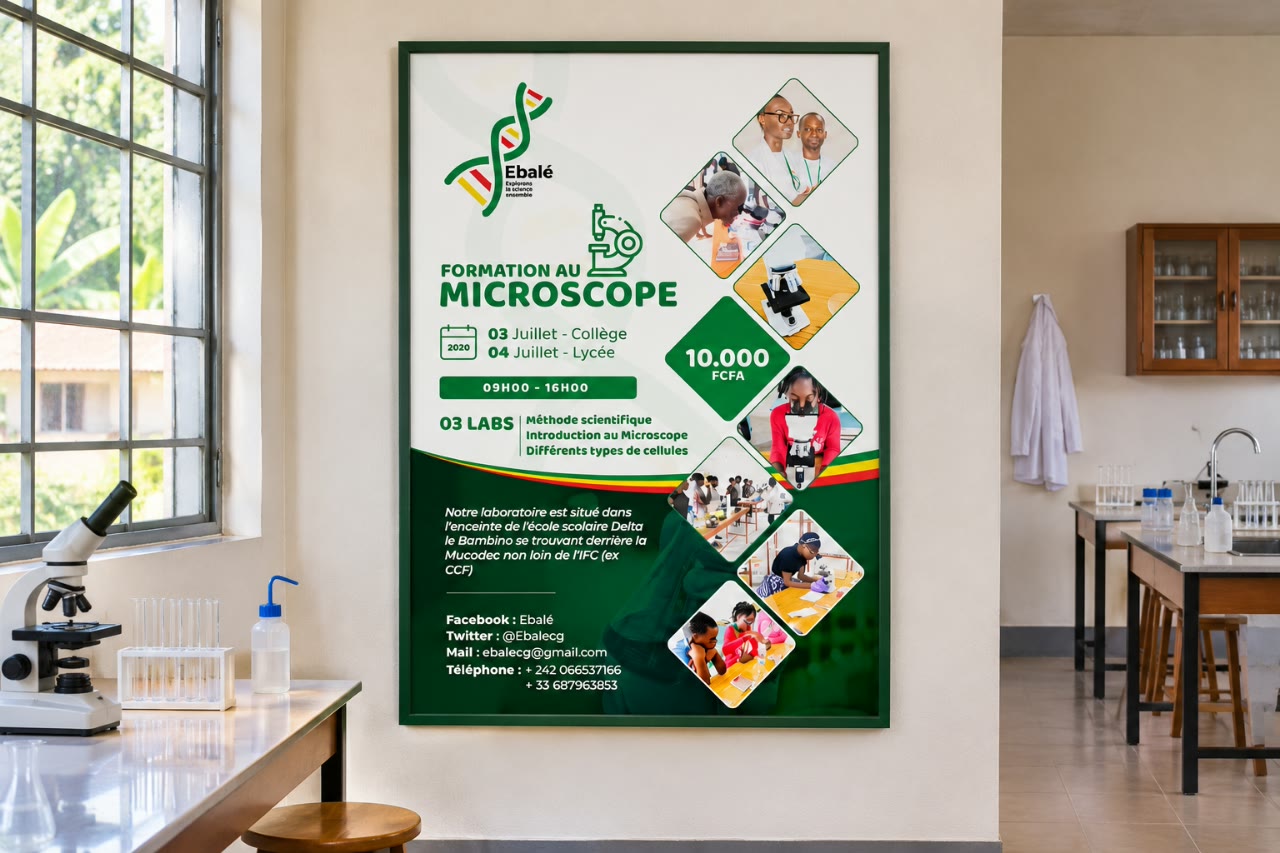 Ebalé
Explorons
la science
ensemble
FORMATION AU
MICROSCOPE
2020
03 Juillet - Collège
04 Juillet - Lycée
09H00 - 16H00
10.000
FCFA
03 LABS
Méthode scientifique
Introduction au Microscope
Différents types de cellules
Notre laboratoire est situé dans
l'enceinte de l'école scolaire Delta
le Bambino se trouvant derrière la
Mucodec non loin de l'IFC (ex
CCF)
Facebook : Ebalé
Twitter : @Ebalecg
Mail : ebalecg@gmail.com
Téléphone : + 242 066537166
+ 33 687963853